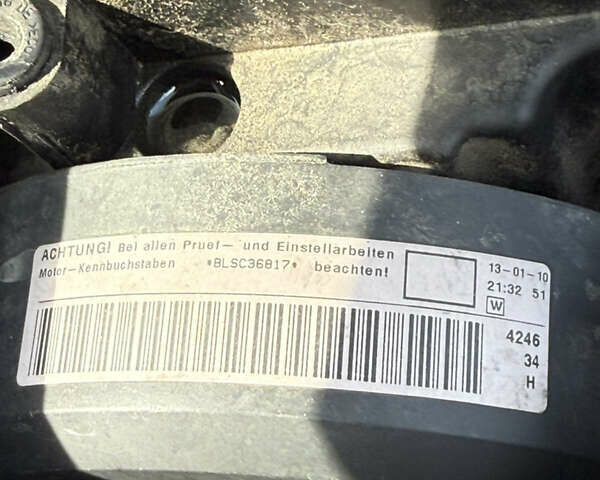 ACHTUNG! Bei allen Pruef- und Einstellarbeiten
Motor-Kennbuchstaben *BLSC36817* beachten!
13-01-10
21:32 51
W
4246
34
H